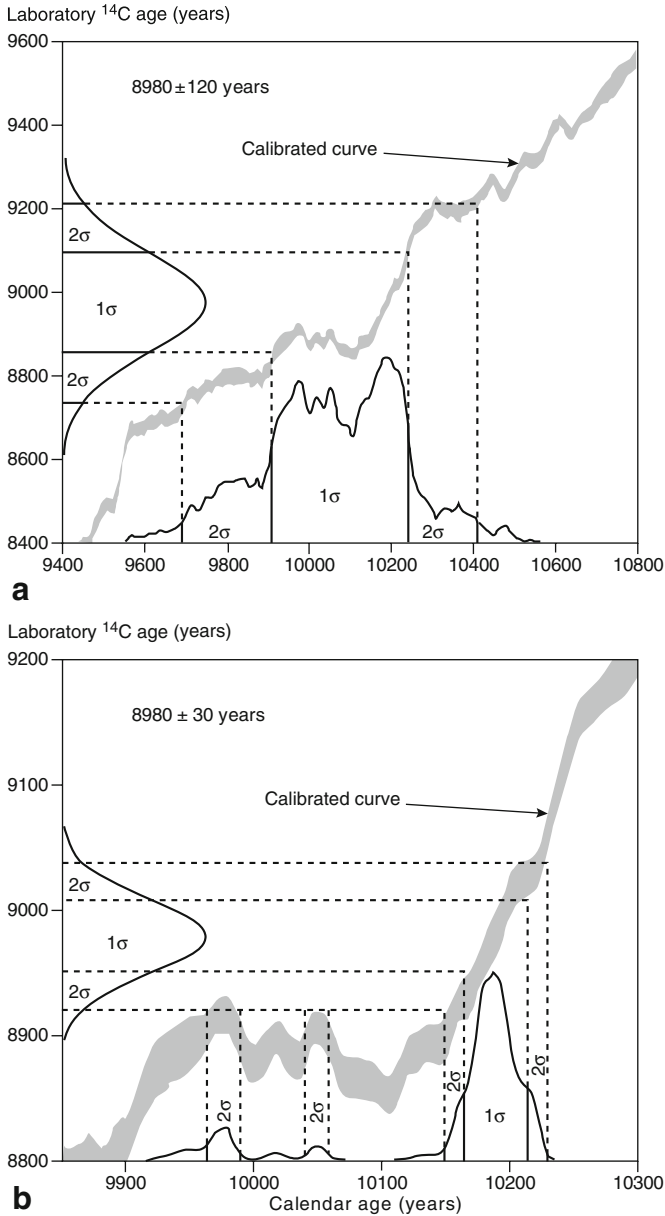 Laboratory ¹⁴C age (years)
9600
8980 ± 120 years
9400
Calibrated curve
9200
2σ
9000
1σ
8800
2σ
8600
1σ
2σ
2σ
8400
9400 9600 9800 10000 10200 10400 10600 10800
a
Laboratory ¹⁴C age (years)
9200
8980 ± 30 years
9100
Calibrated curve
2σ
9000
1σ
2σ
8900
2σ
2σ
2σ
2σ
1σ
8800
9900 10000 10100 10200 10300
b
Calendar age (years)